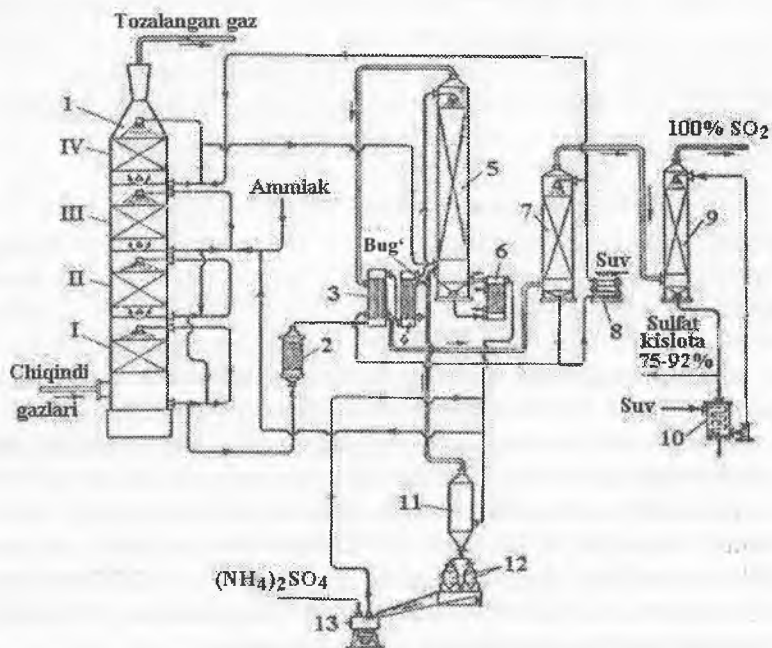 Tozalangan gaz
1
IV
III
II
I
Chiqindi
gazlari
Ammiak
Bug‘
2
3
5
6
7
Suv
8
100% SO2
9
Sulfat
kislota
75-92%
Suv
10
11
12
(NH4)2SO4
13